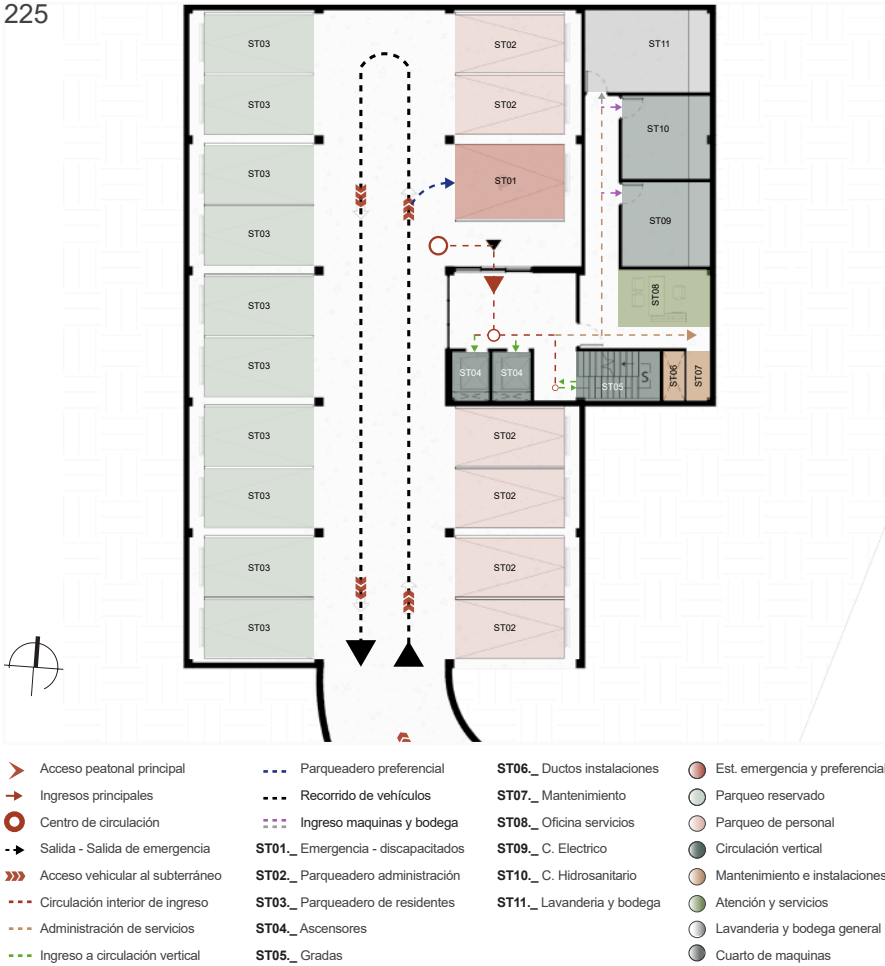 225
ST03
ST02
ST11
ST03
ST02
ST10
ST03
ST01
ST09
ST03
ST03
ST08
ST03
ST04
ST04
ST05
ST06
ST07
ST03
ST02
ST03
ST02
ST03
ST02
ST03
ST02
Acceso peatonal principal
Ingresos principales
Centro de circulación
Salida - Salida de emergencia
Acceso vehicular al subterráneo
Circulación interior de ingreso
Administración de servicios
Ingreso a circulación vertical
Parqueadero preferencial
Recorrido de vehículos
Ingreso maquinas y bodega
ST01._ Emergencia - discapacitados
ST02._ Parqueadero administración
ST03._ Parqueadero de residentes
ST04._ Ascensores
ST05._ Gradas
ST06._ Ductos instalaciones
ST07._ Mantenimiento
ST08._ Oficina servicios
ST09._ C. Electrico
ST10._ C. Hidrosanitario
ST11._ Lavanderia y bodega
Est. emergencia y preferencial
Parqueo reservado
Parqueo de personal
Circulación vertical
Mantenimiento e instalaciones
Atención y servicios
Lavanderia y bodega general
Cuarto de maquinas